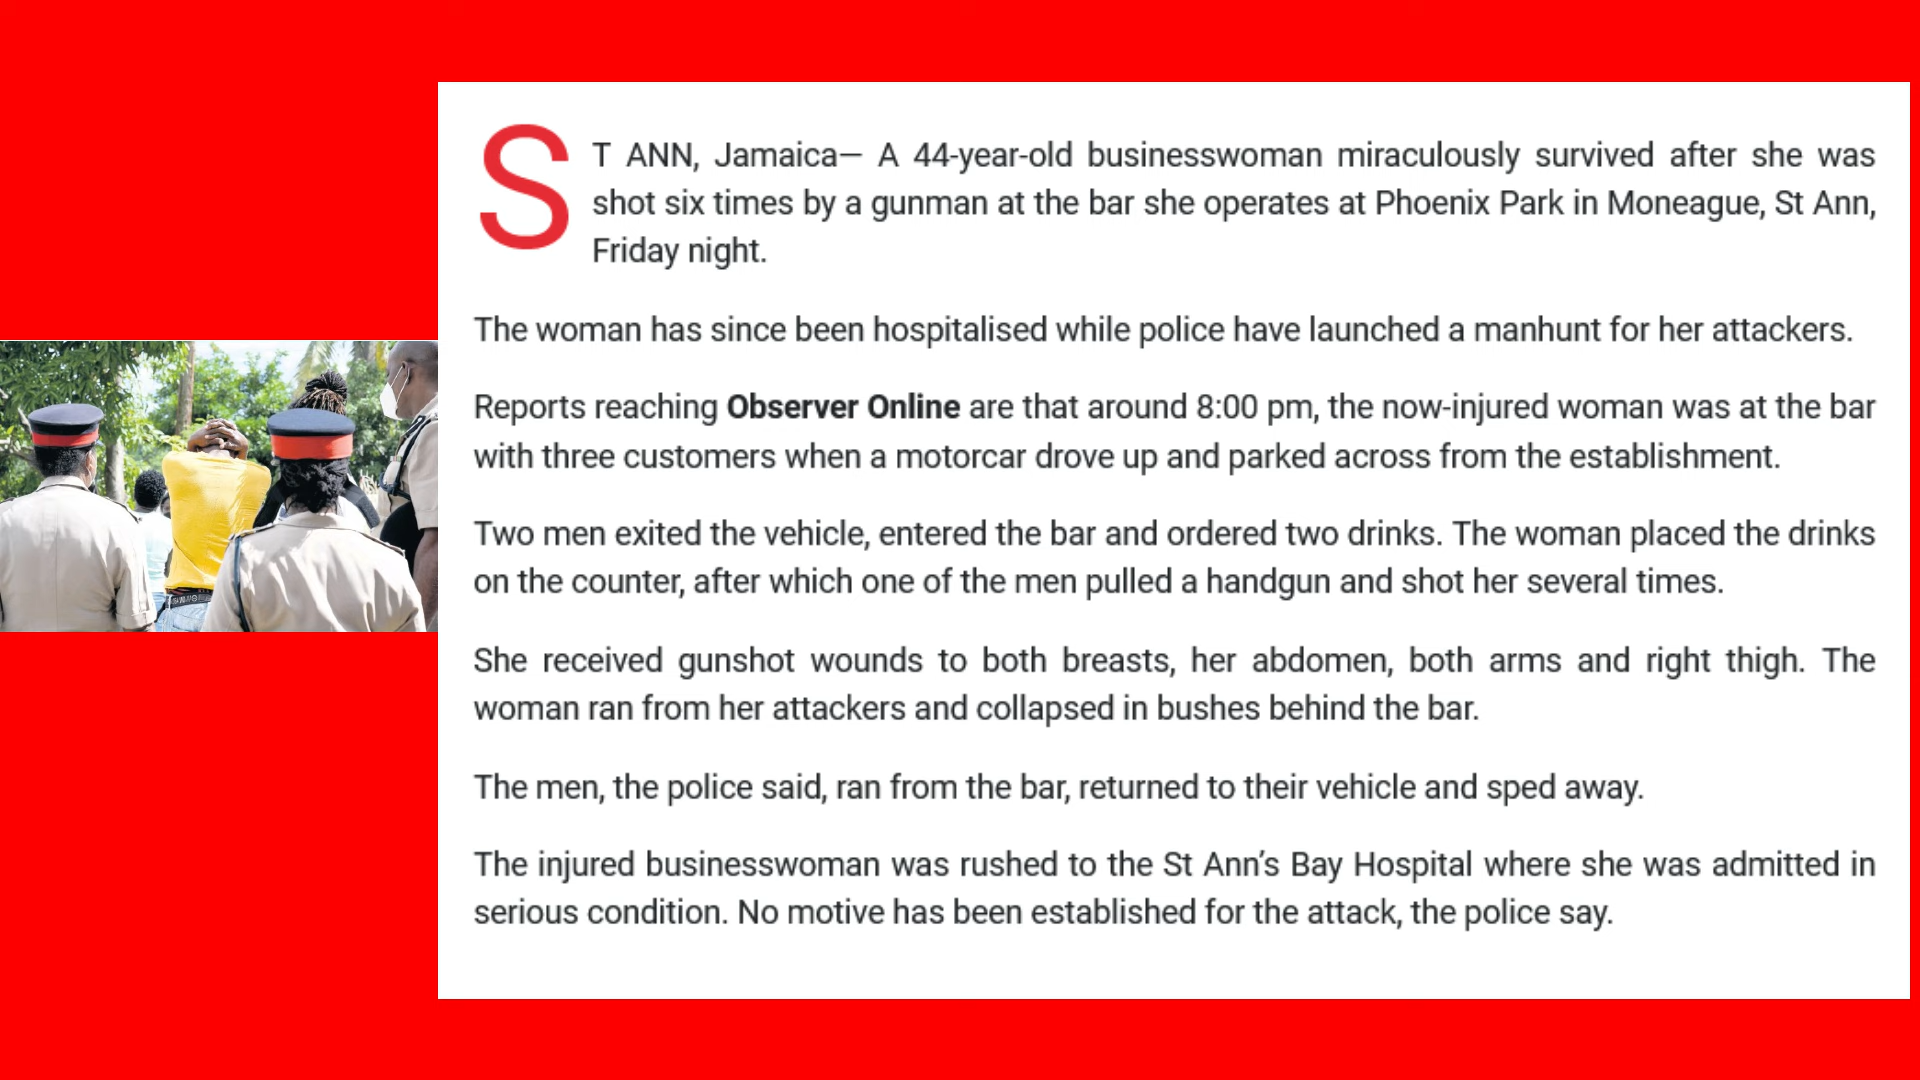 ST ANN, Jamaica— A 44-year-old businesswoman miraculously survived after she was
shot six times by a gunman at the bar she operates at Phoenix Park in Moneague, St Ann,
Friday night.
The woman has since been hospitalised while police have launched a manhunt for her attackers.
Reports reaching Observer Online are that around 8:00 pm, the now-injured woman was at the bar
with three customers when a motorcar drove up and parked across from the establishment.
Two men exited the vehicle, entered the bar and ordered two drinks. The woman placed the drinks
on the counter, after which one of the men pulled a handgun and shot her several times.
She received gunshot wounds to both breasts, her abdomen, both arms and right thigh. The
woman ran from her attackers and collapsed in bushes behind the bar.
The men, the police said, ran from the bar, returned to their vehicle and sped away.
The injured businesswoman was rushed to the St Ann’s Bay Hospital where she was admitted in
serious condition. No motive has been established for the attack, the police say.